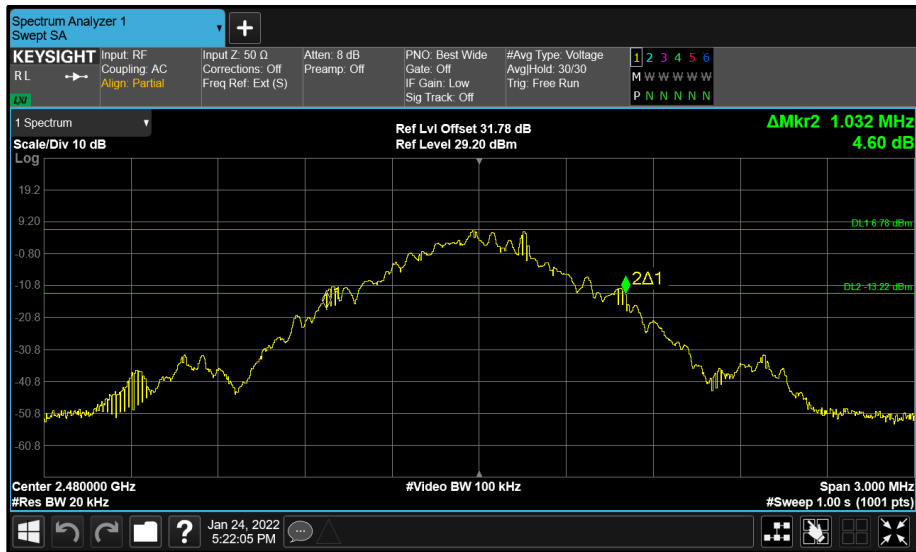 Spectrum Analyzer 1
Swept SA
+
KEYSIGHT
R L
LXI
Input: RF
Coupling: AC
Align: Partial
Input Z: 50 Ω
Corrections: Off
Freq Ref: Ext (S)
Atten: 8 dB
Preamp: Off
PNO: Best Wide
Gate: Off
IF Gain: Low
Sig Track: Off
#Avg Type: Voltage
Avg|Hold: 30/30
Trig: Free Run
1 2 3 4 5 6
M W W W W W
P N N N N N
1 Spectrum
Scale/Div 10 dB
Ref Lvl Offset 31.78 dB
Ref Level 29.20 dBm
ΔMkr2 1.032 MHz
4.60 dB
Log
19.2
9.20
-0.80
-10.8
-20.8
-30.8
-40.8
-50.8
-60.8
DL1 6.78 dBm
2Δ1
DL2 -13.22 dBm
Center 2.480000 GHz
#Res BW 20 kHz
#Video BW 100 kHz
Span 3.000 MHz
#Sweep 1.00 s (1001 pts)
?
Jan 24, 2022
5:22:05 PM